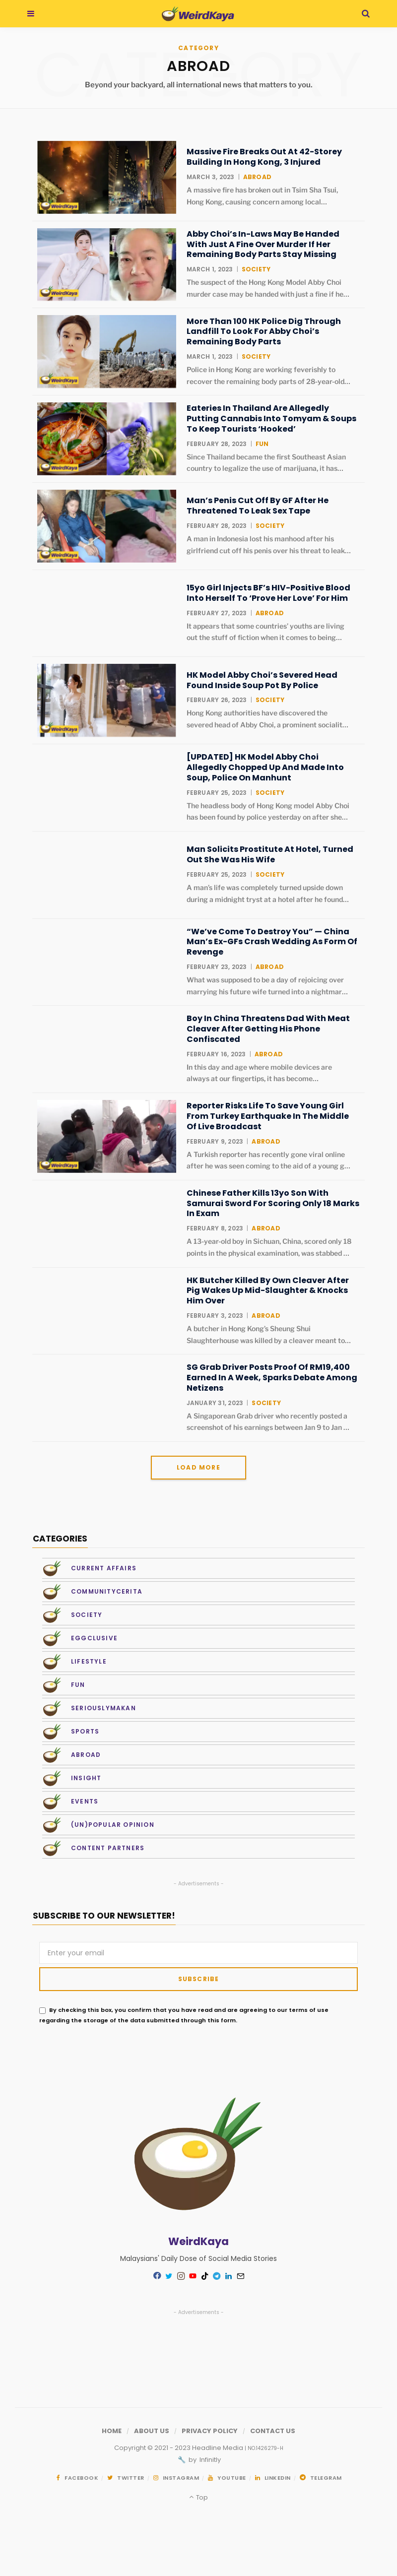 WeirdKaya
CATEGORY
ABROAD
Beyond your backyard, all international news that matters to you.
WeirdKaya
Massive Fire Breaks Out At 42-Storey
Building In Hong Kong, 3 Injured
MARCH 3, 2023 | ABROAD
A massive fire has broken out in Tsim Sha Tsui,
Hong Kong, causing concern among local...
WeirdKaya
Abby Choi's In-Laws May Be Handed
With Just A Fine Over Murder If Her
Remaining Body Parts Stay Missing
MARCH 1, 2023 | SOCIETY
The suspect of the Hong Kong Model Abby Choi
murder case may be handed with just a fine if he...
WeirdKaya
More Than 100 HK Police Dig Through
Landfill To Look For Abby Choi's
Remaining Body Parts
MARCH 1, 2023 | SOCIETY
Police in Hong Kong are working feverishly to
recover the remaining body parts of 28-year-old...
WeirdKaya
Eateries In Thailand Are Allegedly
Putting Cannabis Into Tomyam & Soups
To Keep Tourists 'Hooked'
FEBRUARY 28, 2023 | FUN
Since Thailand became the first Southeast Asian
country to legalize the use of marijuana, it has...
WeirdKaya
Man's Penis Cut Off By GF After He
Threatened To Leak Sex Tape
FEBRUARY 28, 2023 | SOCIETY
A man in Indonesia lost his manhood after his
girlfriend cut off his penis over his threat to leak...
15yo Girl Injects BF's HIV-Positive Blood
Into Herself To 'Prove Her Love' For Him
FEBRUARY 27, 2023 | ABROAD
It appears that some countries' youths are living
out the stuff of fiction when it comes to being...
WeirdKaya
HK Model Abby Choi's Severed Head
Found Inside Soup Pot By Police
FEBRUARY 26, 2023 | SOCIETY
Hong Kong authorities have discovered the
severed head of Abby Choi, a prominent socialit...
[UPDATED] HK Model Abby Choi
Allegedly Chopped Up And Made Into
Soup, Police On Manhunt
FEBRUARY 25, 2023 | SOCIETY
The headless body of Hong Kong model Abby Choi
has been found by police yesterday on after she...
Man Solicits Prostitute At Hotel, Turned
Out She Was His Wife
FEBRUARY 25, 2023 | SOCIETY
A man's life was completely turned upside down
during a midnight tryst at a hotel after he found...
"We've Come To Destroy You" — China
Man's Ex-GFs Crash Wedding As Form Of
Revenge
FEBRUARY 23, 2023 | ABROAD
What was supposed to be a day of rejoicing over
marrying his future wife turned into a nightmar...
Boy In China Threatens Dad With Meat
Cleaver After Getting His Phone
Confiscated
FEBRUARY 16, 2023 | ABROAD
In this day and age where mobile devices are
always at our fingertips, it has become...
WeirdKaya
Reporter Risks Life To Save Young Girl
From Turkey Earthquake In The Middle
Of Live Broadcast
FEBRUARY 9, 2023 | ABROAD
A Turkish reporter has recently gone viral online
after he was seen coming to the aid of a young g...
Chinese Father Kills 13yo Son With
Samurai Sword For Scoring Only 18 Marks
In Exam
FEBRUARY 8, 2023 | ABROAD
A 13-year-old boy in Sichuan, China, scored only 18
points in the physical examination, was stabbed ...
HK Butcher Killed By Own Cleaver After
Pig Wakes Up Mid-Slaughter & Knocks
Him Over
FEBRUARY 3, 2023 | ABROAD
A butcher in Hong Kong's Sheung Shui
Slaughterhouse was killed by a cleaver meant to...
SG Grab Driver Posts Proof Of RM19,400
Earned In A Week, Sparks Debate Among
Netizens
JANUARY 31, 2023 | SOCIETY
A Singaporean Grab driver who recently posted a
screenshot of his earnings between Jan 9 to Jan ...
LOAD MORE
CATEGORIES
CURRENT AFFAIRS
COMMUNITYCERITA
SOCIETY
EGGCLUSIVE
LIFESTYLE
FUN
SERIOUSLYMAKAN
SPORTS
ABROAD
INSIGHT
EVENTS
(UN)POPULAR OPINION
CONTENT PARTNERS
- Advertisements -
SUBSCRIBE TO OUR NEWSLETTER!
Enter your email
SUBSCRIBE
By checking this box, you confirm that you have read and are agreeing to our terms of use
regarding the storage of the data submitted through this form.
WeirdKaya
Malaysians' Daily Dose of Social Media Stories
- Advertisements -
HOME / ABOUT US / PRIVACY POLICY / CONTACT US
Copyright © 2021 - 2023 Headline Media | NO.1426279-H
by Infinitly
FACEBOOK / TWITTER / INSTAGRAM / YOUTUBE / LINKEDIN / TELEGRAM
Top